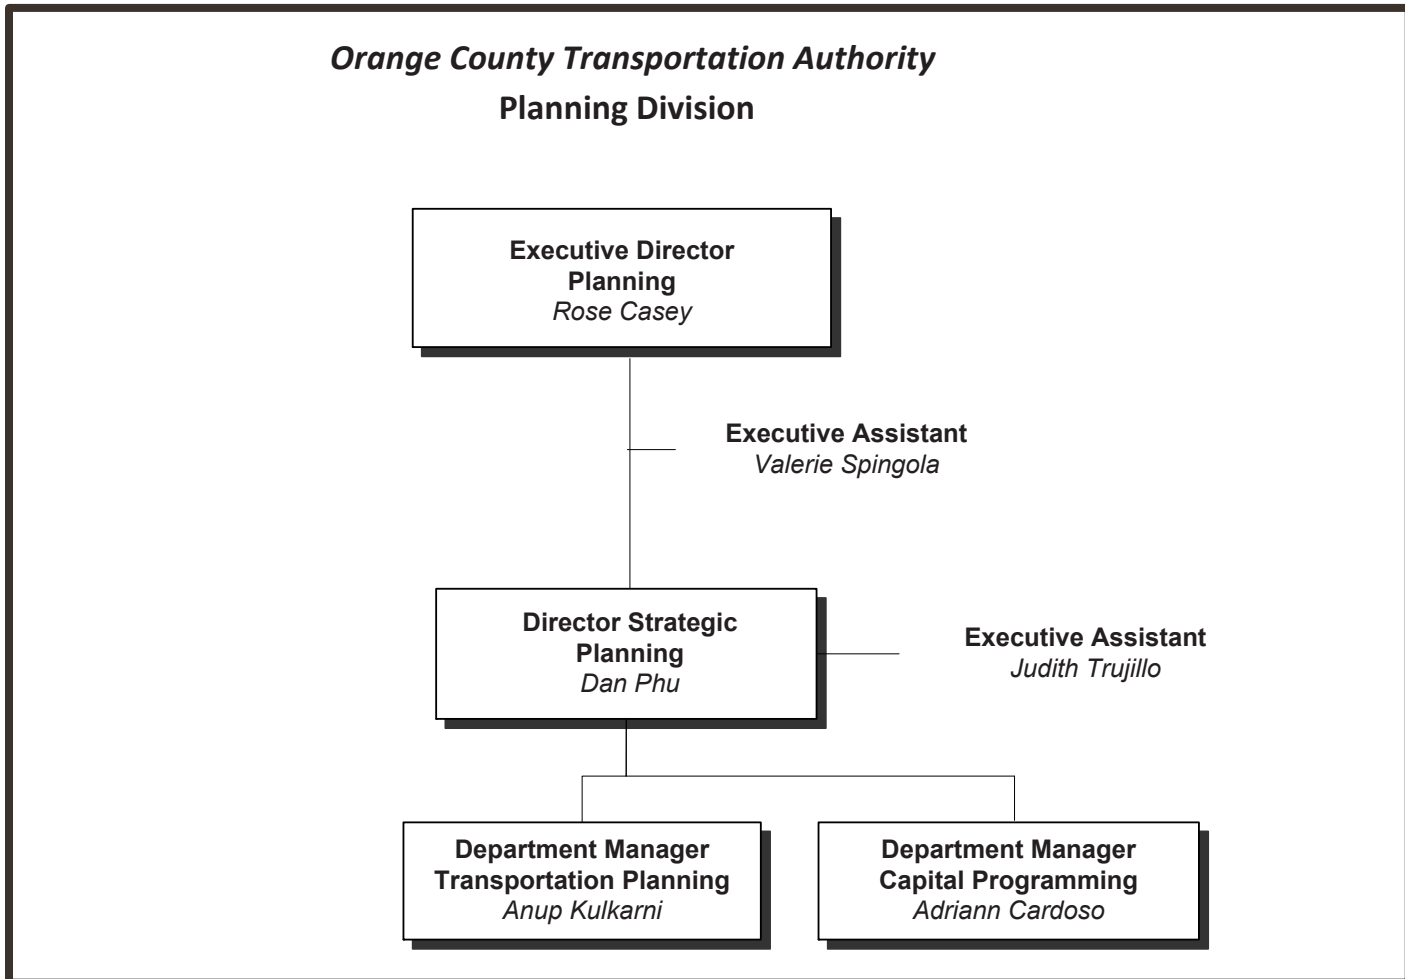 Orange County Transportation Authority
Planning Division
Executive Director
Planning
Rose Casey
Executive Assistant
Valerie Spingola
Director Strategic
Planning
Dan Phu
Executive Assistant
Judith Trujillo
Department Manager
Transportation Planning
Anup Kulkarni
Department Manager
Capital Programming
Adriann Cardoso